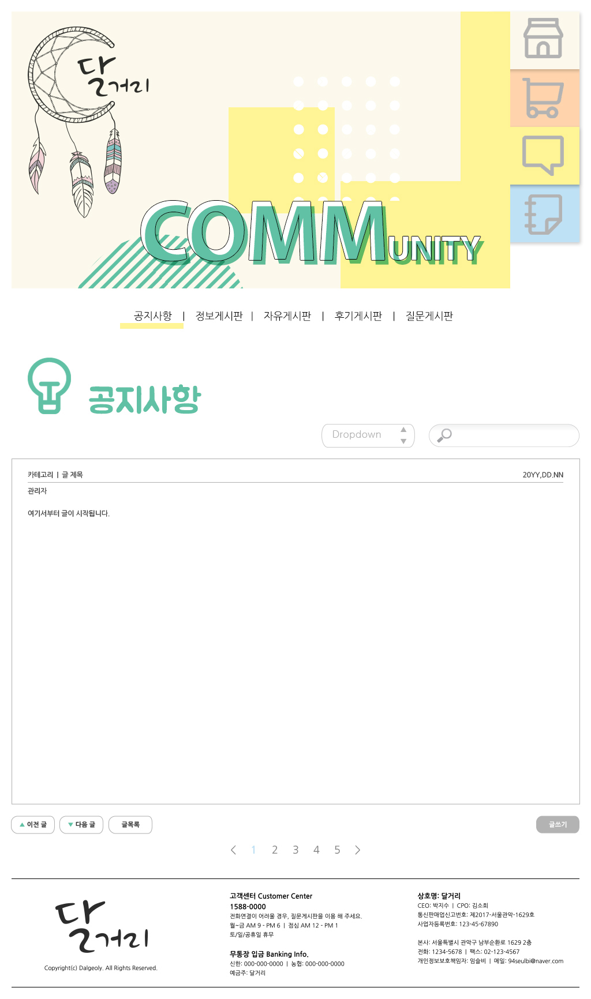 달거리
COMMUNITY
공지사항 | 정보게시판 | 자유게시판 | 후기게시판 | 질문게시판
공지사항
Dropdown
카테고리 | 글 제목 20YY,DD.NN
관리자
여기서부터 글이 시작됩니다.
▲ 이전 글 ▼ 다음 글 글목록 글쓰기
< 1 2 3 4 5 >
달거리
Copyright(c) Dalgeoly. All Rights Reserved.
고객센터 Customer Center
1588-0000
전화연결이 어려울 경우, 질문게시판을 이용 해 주세요.
월~금 AM 9 - PM 6 | 점심 AM 12 - PM 1
토/일/공휴일 휴무
무통장 입금 Banking Info.
신한: 000-000-0000 | 농협: 000-000-0000
예금주: 달거리
상호명: 달거리
CEO: 박지수 | CPO: 김소희
통신판매업신고번호: 제2017-서울관악-1629호
사업자등록번호: 123-45-67890
본사: 서울특별시 관악구 남부순환로 1629 2층
전화: 1234-5678 | 팩스: 02-123-4567
개인정보보호책임자: 임슬비 | 메일: 94seulbi@naver.com